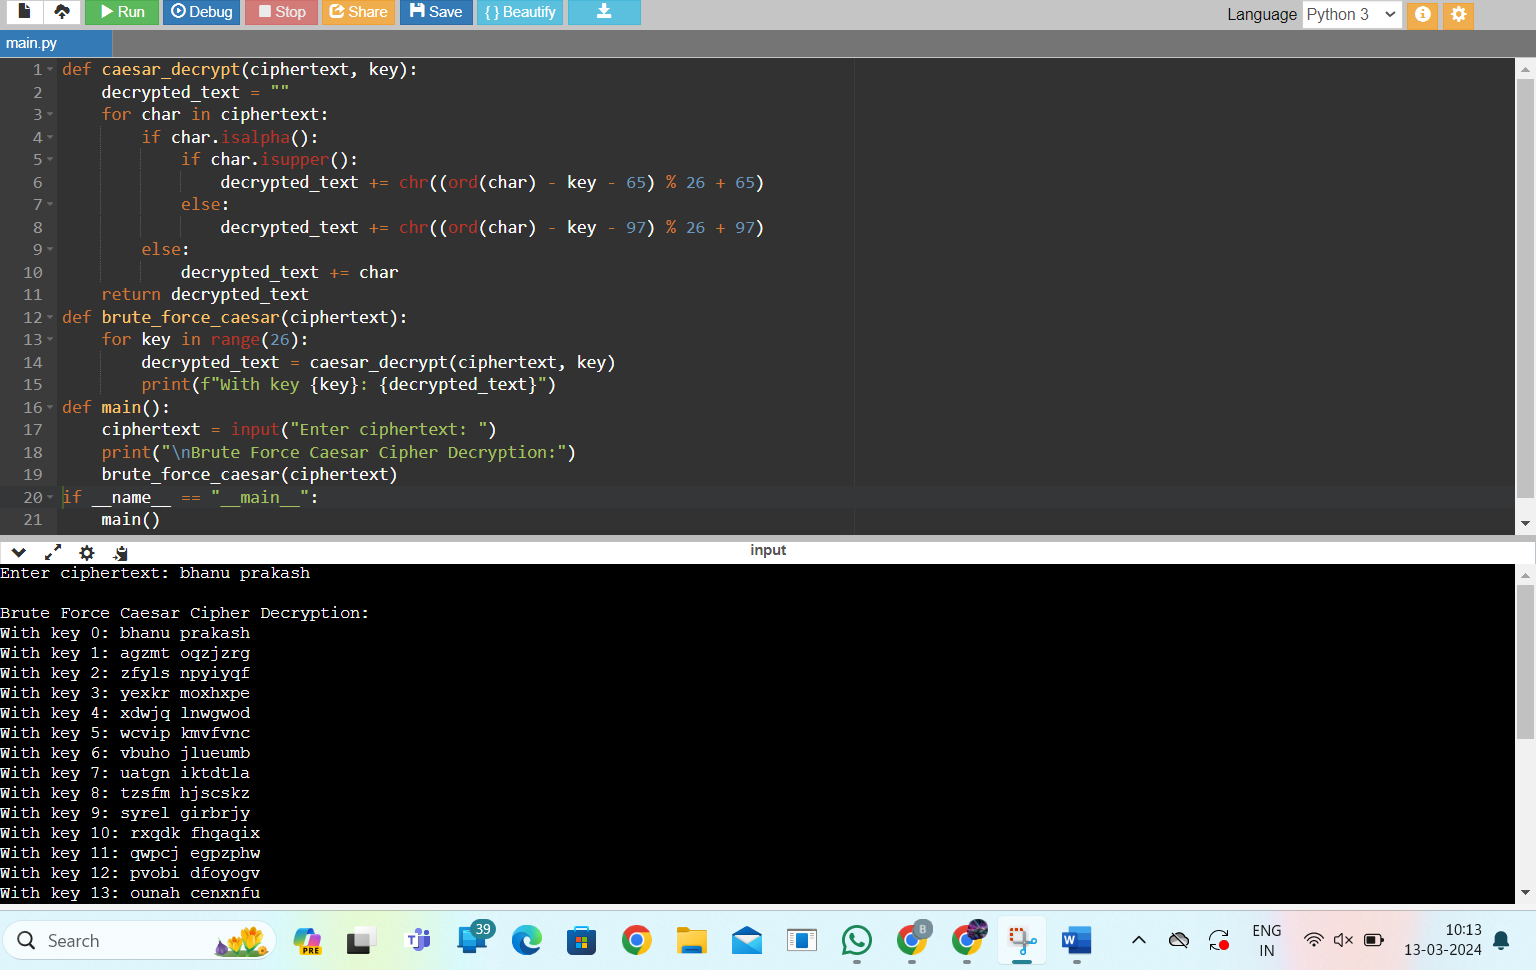 Run Debug Stop Share Save {} Beautify Language Python 3
main.py
1 def caesar_decrypt(ciphertext, key):
2     decrypted_text = ""
3     for char in ciphertext:
4         if char.isalpha():
5             if char.isupper():
6                 decrypted_text += chr((ord(char) - key - 65) % 26 + 65)
7             else:
8                 decrypted_text += chr((ord(char) - key - 97) % 26 + 97)
9         else:
10             decrypted_text += char
11     return decrypted_text
12 def brute_force_caesar(ciphertext):
13     for key in range(26):
14         decrypted_text = caesar_decrypt(ciphertext, key)
15         print(f"With key {key}: {decrypted_text}")
16 def main():
17     ciphertext = input("Enter ciphertext: ")
18     print("\nBrute Force Caesar Cipher Decryption:")
19     brute_force_caesar(ciphertext)
20 if __name__ == "__main__":
21     main()
input
Enter ciphertext: bhanu prakash
Brute Force Caesar Cipher Decryption:
With key 0: bhanu prakash
With key 1: agzmt oqzjzrg
With key 2: zfyls npyiyqf
With key 3: yexkr moxhxpe
With key 4: xdwjq lnwgwod
With key 5: wcvip kmvfvnc
With key 6: vbuho jlueumb
With key 7: uatgn iktdtla
With key 8: tzsfm hjscskz
With key 9: syrel girbrjy
With key 10: rxqdk fhqaqix
With key 11: qwpcj egpzphw
With key 12: pvobi dfoyogv
With key 13: ounah cenxnfu
Search PRE 39 B W ENG 10:13
IN 13-03-2024